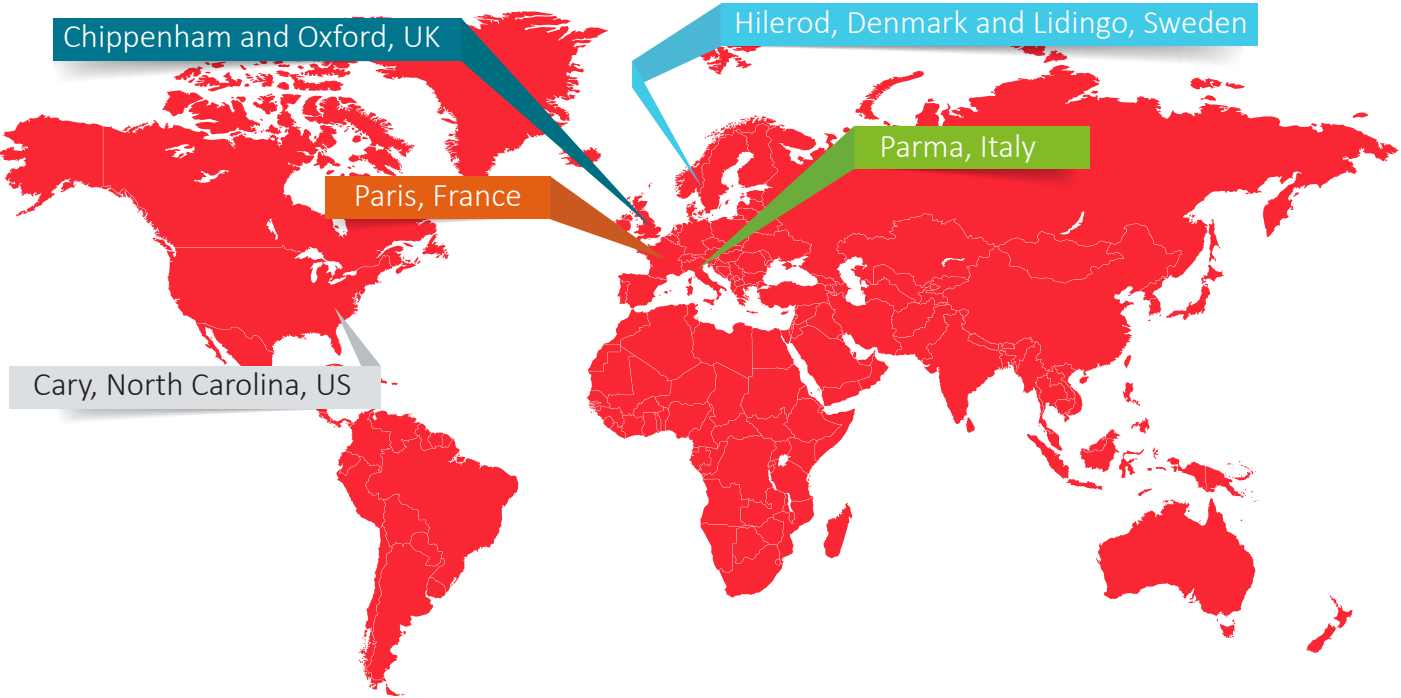 Hilerod, Denmark and Lidingo, Sweden
Chippenham and Oxford, UK
Parma, Italy
Paris, France
Cary, North Carolina, US